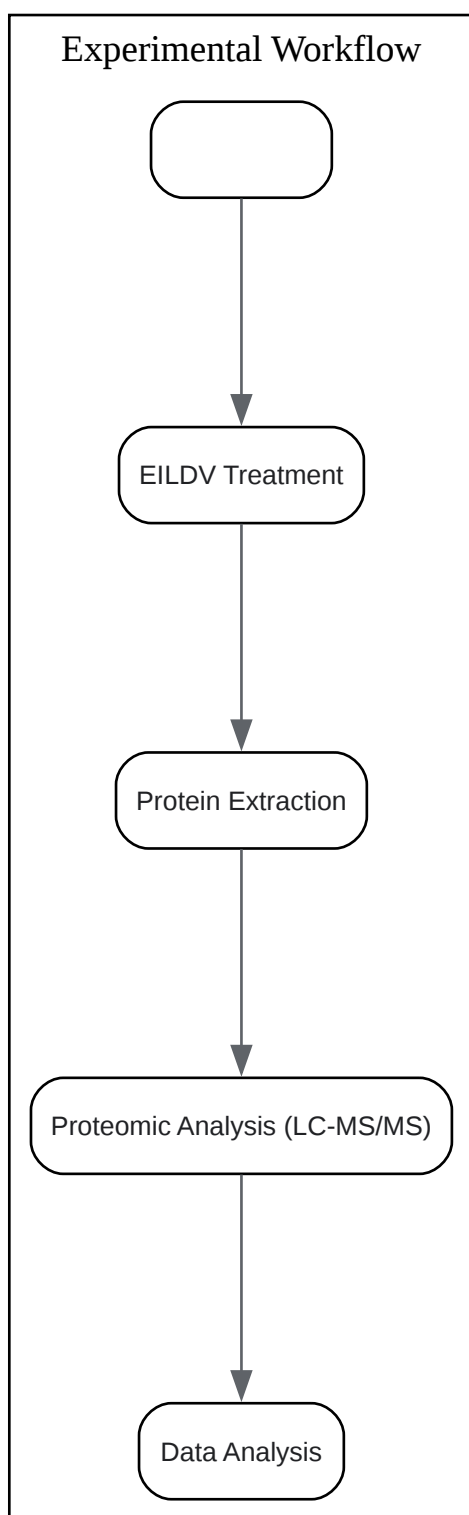 Experimental Workflow
EILDV Treatment
Protein Extraction
Proteomic Analysis (LC-MS/MS)
Data Analysis